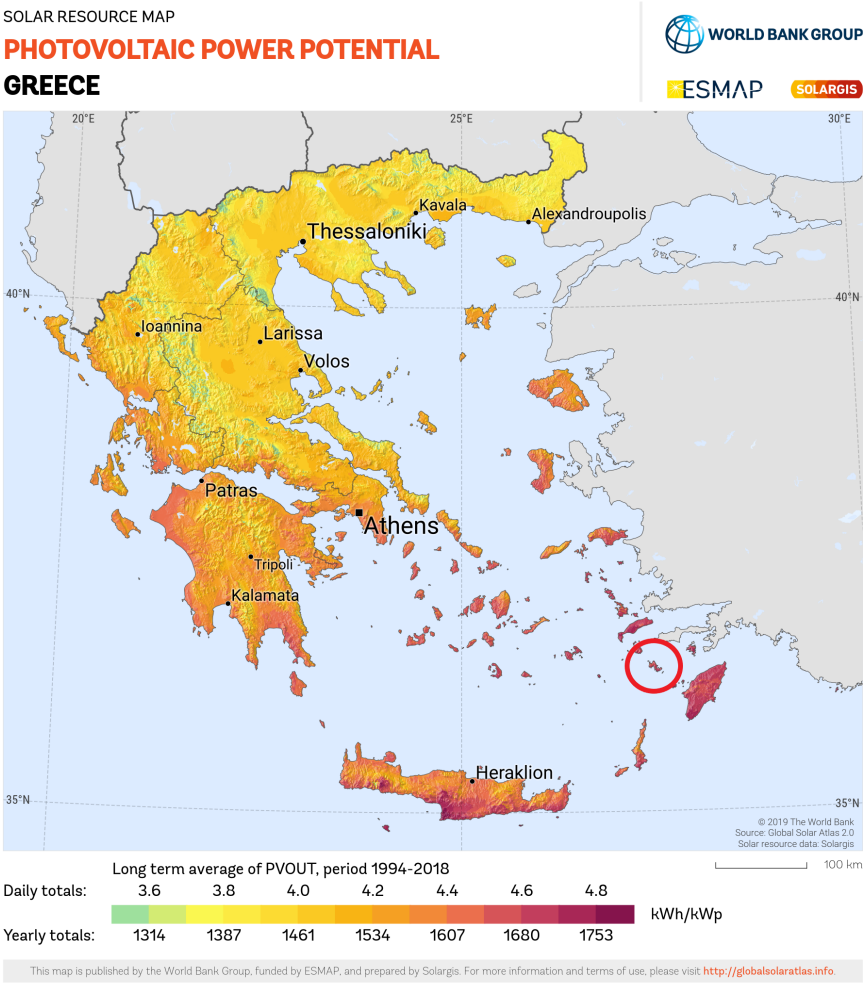 SOLAR RESOURCE MAP
PHOTOVOLTAIC POWER POTENTIAL
GREECE
WORLD BANK GROUP
ESMAP
SOLARGIS
20°E
25°E
30°E
Kavala
Alexandroupolis
Thessaloniki
40°N
40°N
Ioannina
Larissa
Volos
Patras
Athens
Tripoli
Kalamata
Heraklion
35°N
35°N
© 2019 The World Bank
Source: Global Solar Atlas 2.0
Solar resource data: Solargis
100 km
Long term average of PVOUT, period 1994-2018
Daily totals: 3.6 3.8 4.0 4.2 4.4 4.6 4.8
kWh/kWp
Yearly totals: 1314 1387 1461 1534 1607 1680 1753
This map is published by the World Bank Group, funded by ESMAP, and prepared by Solargis. For more information and terms of use, please visit http://globalsolaratlas.info.